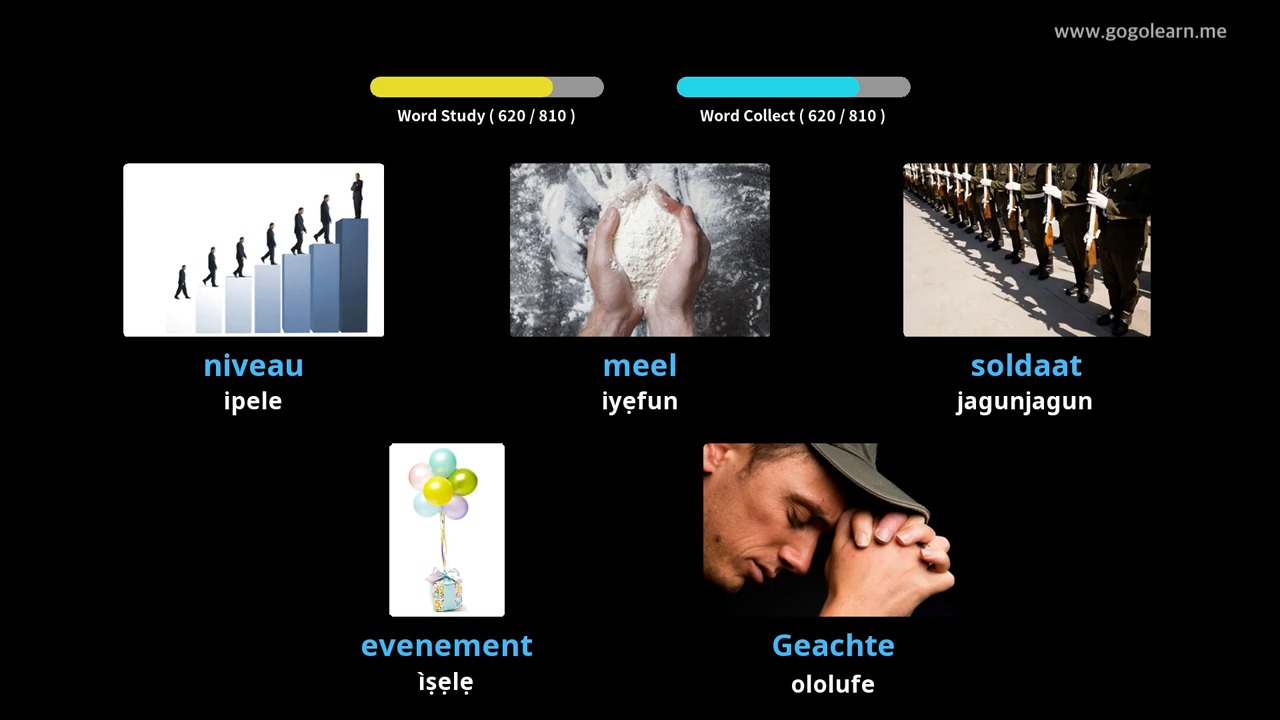 www.gogolearn.me
Word Study ( 620 / 810 )
Word Collect ( 620 / 810 )
niveau
ipele
meel
iyẹfun
soldaat
jagunjagun
evenement
ìṣẹlẹ
Geachte
ololufe